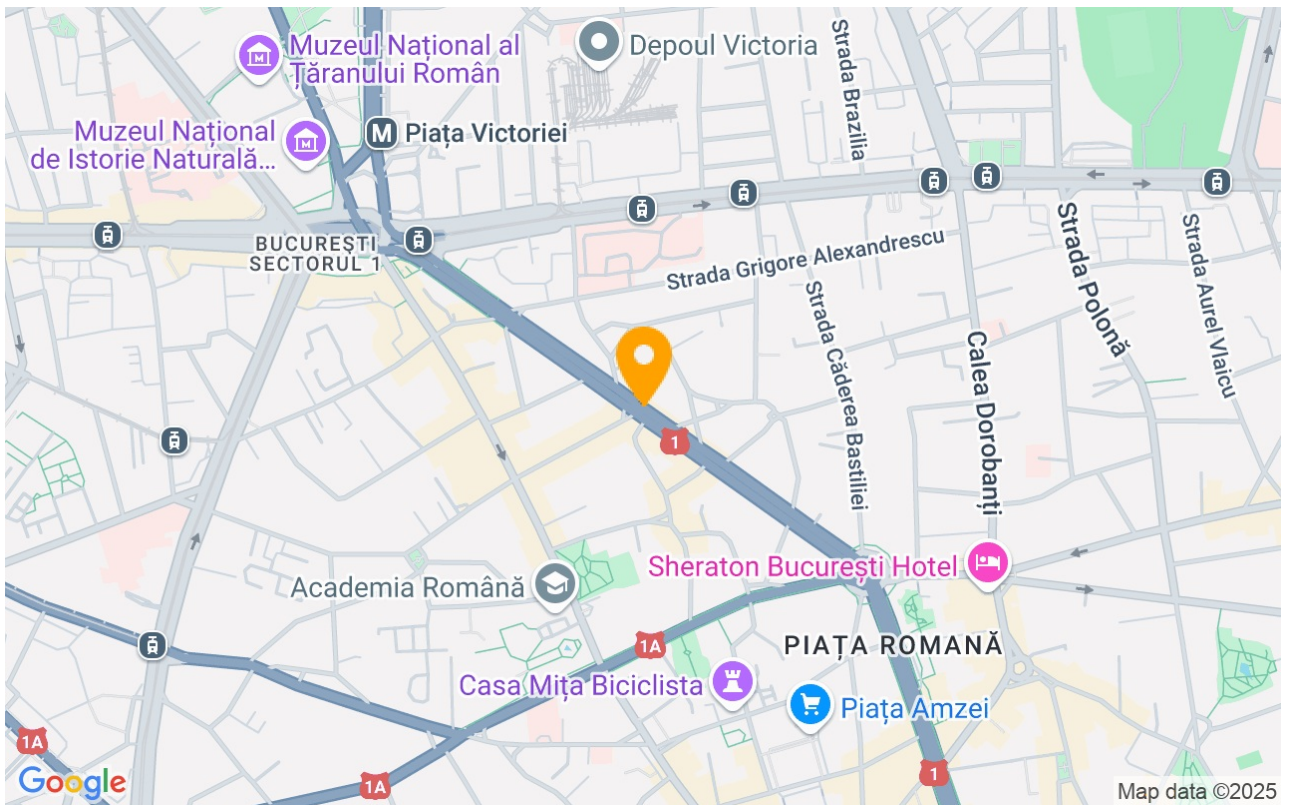 Muzeul Național al
Țăranului Român
Depoul Victoria
Strada Brazilia
Muzeul Național
de Istorie Naturală...
M
Piața Victoriei
BUCUREȘTI
SECTORUL 1
Strada Grigore Alexandrescu
Strada Polonă
Strada Aurel Vlaicu
Strada Căderea Bastiliei
Calea Dorobanți
1
Sheraton București Hotel
Academia Română
1A
PIAȚA ROMANĂ
Casa Mița Biciclista
Piața Amzei
1A
1A
1
Google
Map data ©2025